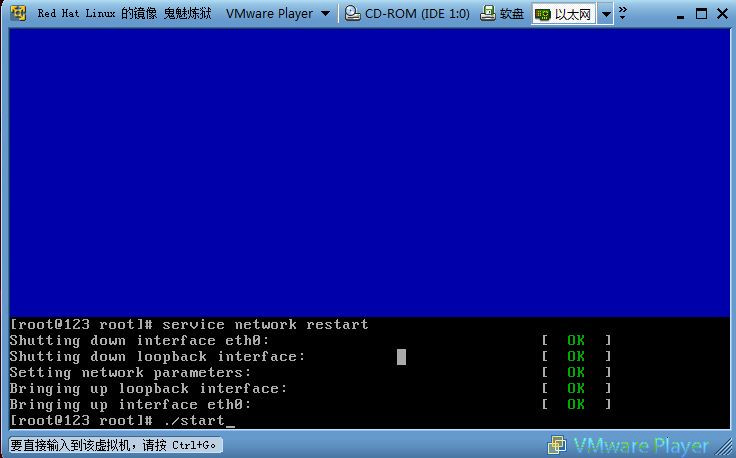 Red Hat Linux 的镜像 鬼魅炼狱 VMware Player CD-ROM (IDE 1:0) 软盘 以太网
[root@123 root]# service network restart
Shutting down interface eth0: [ OK ]
Shutting down loopback interface: [ OK ]
Setting network parameters: [ OK ]
Bringing up loopback interface: [ OK ]
Bringing up interface eth0: [ OK ]
[root@123 root]# ./start_
要直接输入到该虚拟机，请按 Ctrl+G。 VMware Player